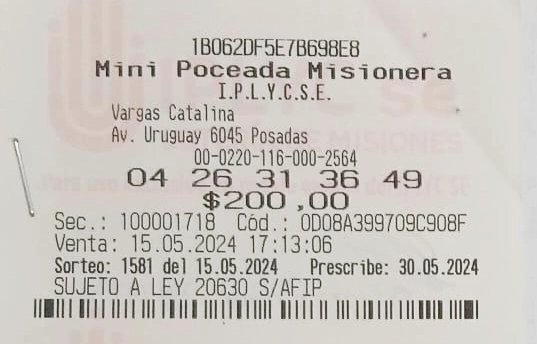 1B062DF5E7B698E8
Mini Poceada Misionera
I.P.L.Y.C.S.E.
Vargas Catalina
Av. Uruguay 6045 Posadas
00-0220-116-000-2564
04 26 31 36 49
$200,00
Sec.: 100001718 Cód.: 0D08A399709C908F
Venta: 15.05.2024 17:13:06
Sorteo: 1581 del 15.05.2024 Prescribe: 30.05.2024
SUJETO A LEY 20630 S/AFIP